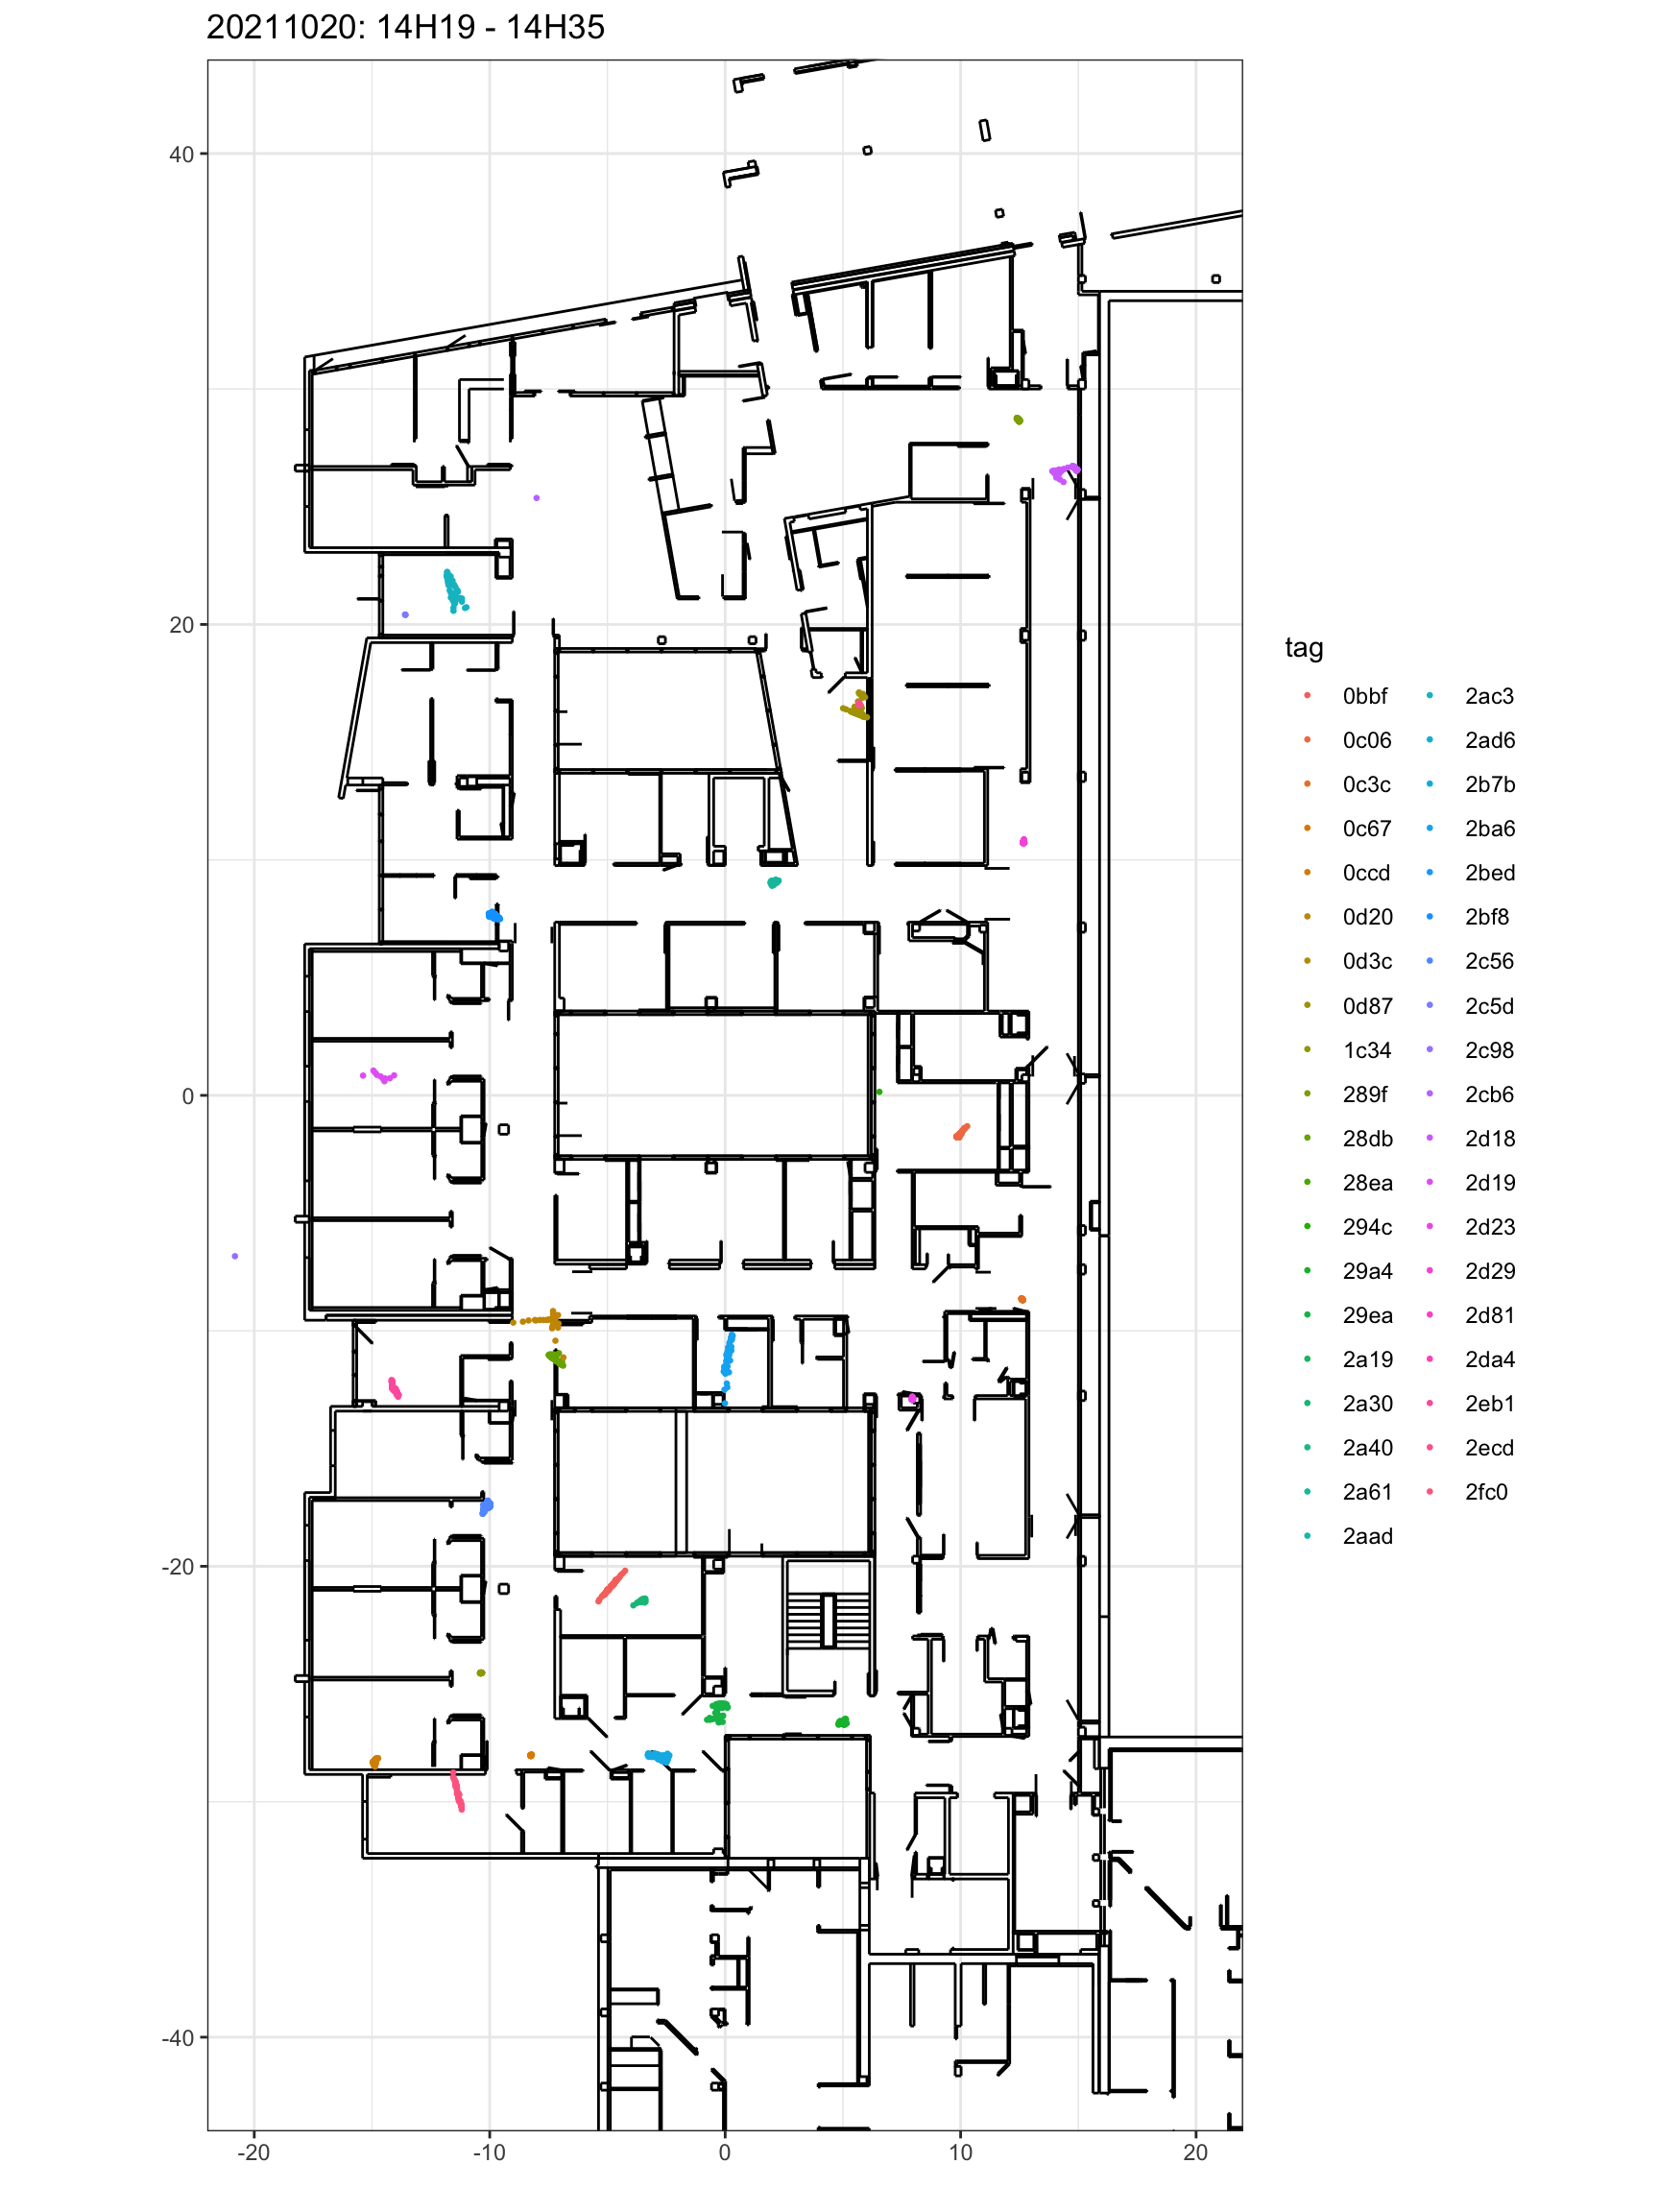 20211020: 14H19 - 14H35
40
20
0
-20
-40
-20 -10 0 10 20
tag
0bbf 2ac3
0c06 2ad6
0c3c 2b7b
0c67 2ba6
0ccd 2bed
0d20 2bf8
0d3c 2c56
0d87 2c5d
1c34 2c98
289f 2cb6
28db 2d18
28ea 2d19
294c 2d23
29a4 2d29
29ea 2d81
2a19 2da4
2a30 2eb1
2a40 2ecd
2a61 2fc0
2aad